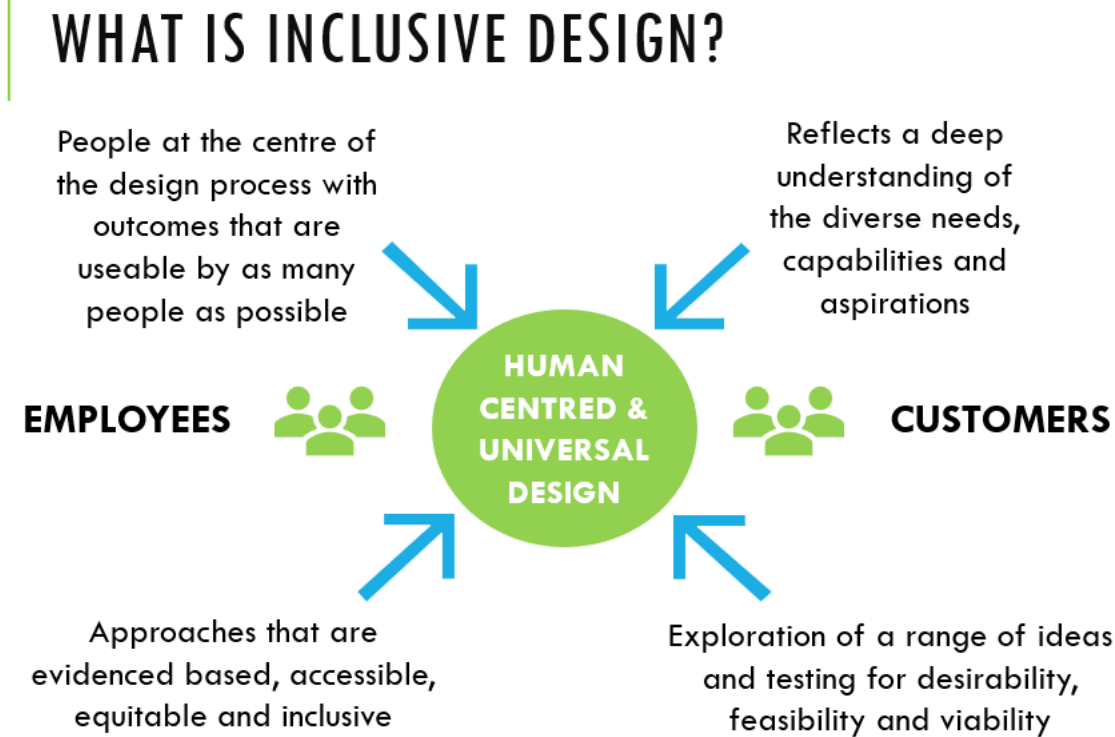 WHAT IS INCLUSIVE DESIGN?
People at the centre of
the design process with
outcomes that are
useable by as many
people as possible
Reflects a deep
understanding of
the diverse needs,
capabilities and
aspirations
EMPLOYEES
HUMAN
CENTRED &
UNIVERSAL
DESIGN
CUSTOMERS
Approaches that are
evidenced based, accessible,
equitable and inclusive
Exploration of a range of ideas
and testing for desirability,
feasibility and viability